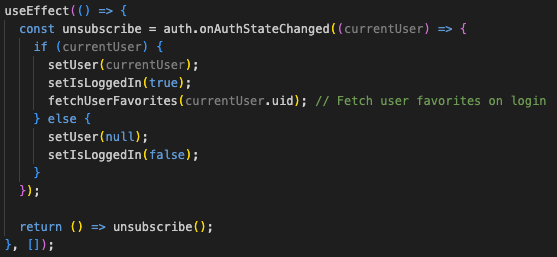 useEffect(() => {
  const unsubscribe = auth.onAuthStateChanged((currentUser) => {
    if (currentUser) {
      setUser(currentUser);
      setIsLoggedIn(true);
      fetchUserFavorites(currentUser.uid); // Fetch user favorites on login
    } else {
      setUser(null);
      setIsLoggedIn(false);
    }
  });

  return () => unsubscribe();
}, []);